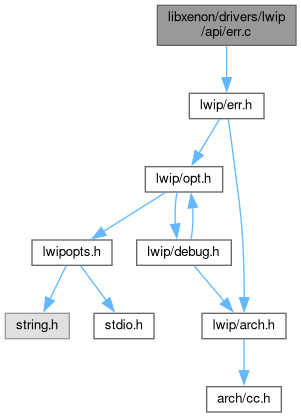 libxenon/drivers/lwip
/api/err.c
lwip/err.h
lwip/opt.h
lwipopts.h
lwip/debug.h
string.h
stdio.h
lwip/arch.h
arch/cc.h